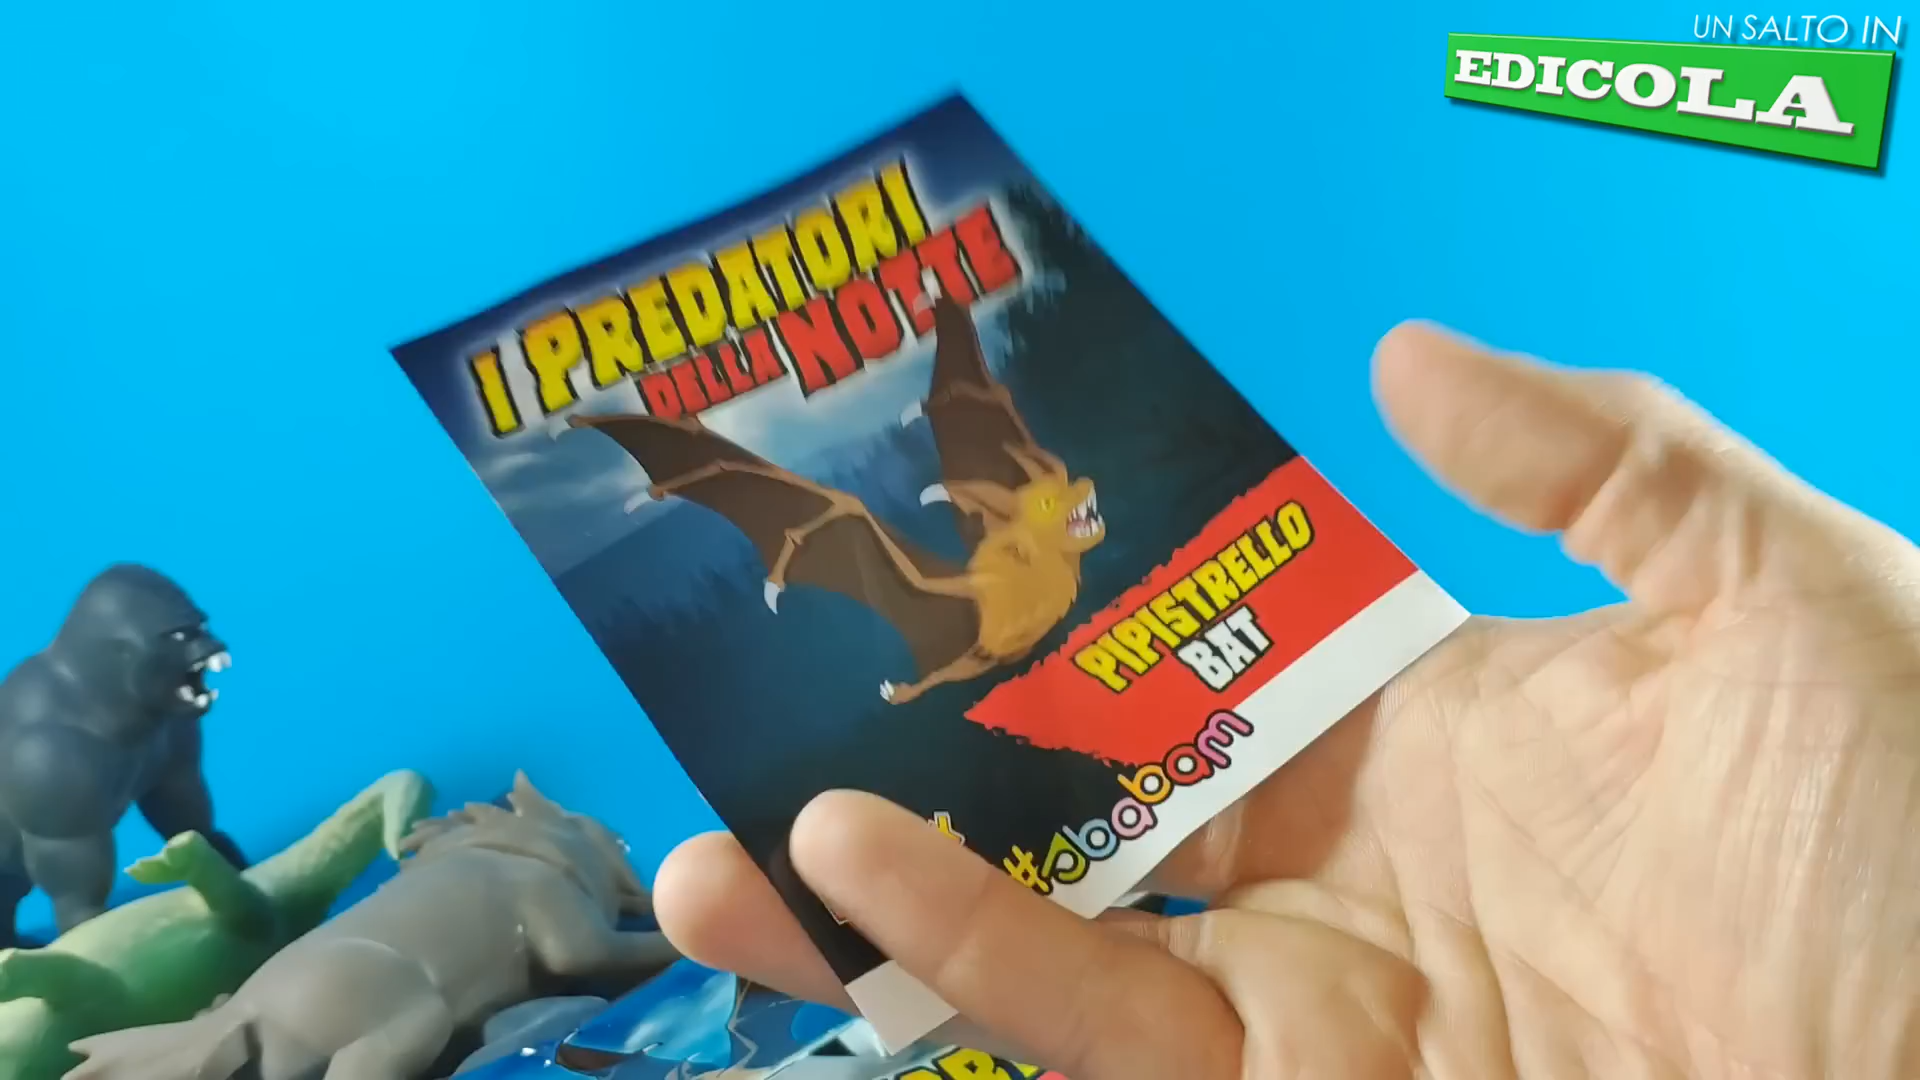 UN SALTO IN
EDICOLA
I PREDATORI
DELLA NOTTE
PIPISTRELLO
BAT
#sbabam